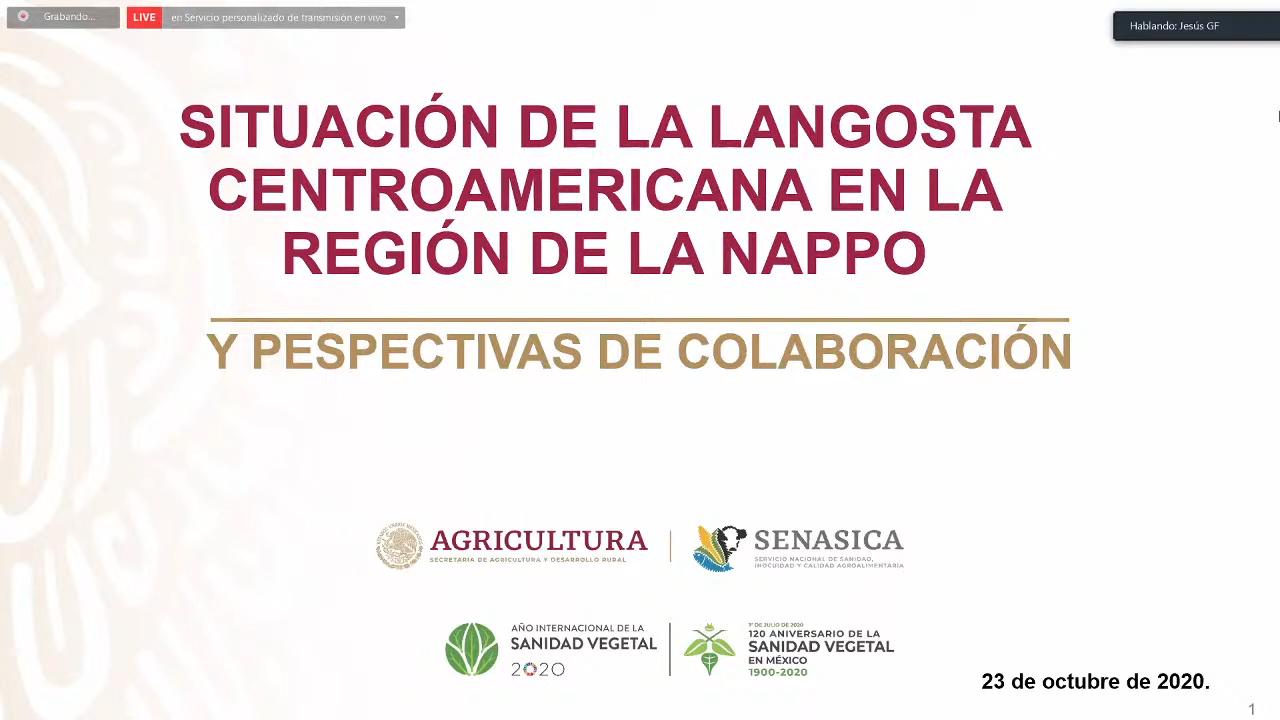 Grabando...
LIVE en Servicio personalizado de transmisión en vivo
Hablando: Jesús GF
SITUACIÓN DE LA LANGOSTA
CENTROAMERICANA EN LA
REGIÓN DE LA NAPPO
Y PESPECTIVAS DE COLABORACIÓN
AGRICULTURA
SECRETARÍA DE AGRICULTURA Y DESARROLLO RURAL
SENASICA
SERVICIO NACIONAL DE SANIDAD,
INOCUIDAD Y CALIDAD AGROALIMENTARIA
AÑO INTERNACIONAL DE LA
SANIDAD VEGETAL
2020
1º DE JULIO DE 2020
120 ANIVERSARIO DE LA
SANIDAD VEGETAL
EN MÉXICO
1900-2020
23 de octubre de 2020.
1